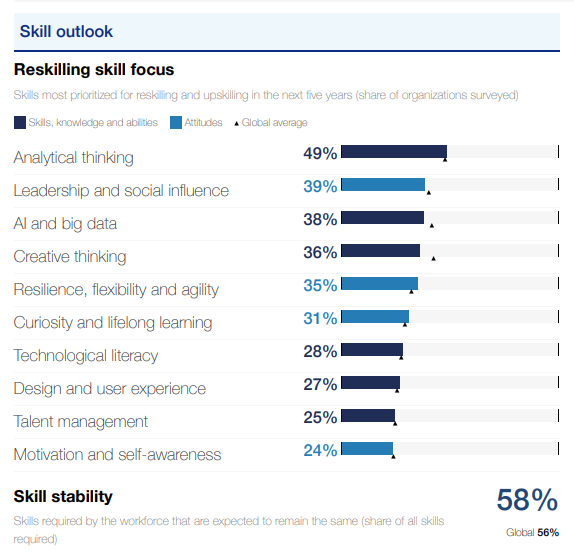 Skill outlook
Reskilling skill focus
Skills most prioritized for reskilling and upskilling in the next five years (share of organizations surveyed)
Skills, knowledge and abilities Attitudes Global average
Analytical thinking 49%
Leadership and social influence 39%
AI and big data 38%
Creative thinking 36%
Resilience, flexibility and agility 35%
Curiosity and lifelong learning 31%
Technological literacy 28%
Design and user experience 27%
Talent management 25%
Motivation and self-awareness 24%
Skill stability 58%
Skills required by the workforce that are expected to remain the same (share of all skills
required)
Global 56%